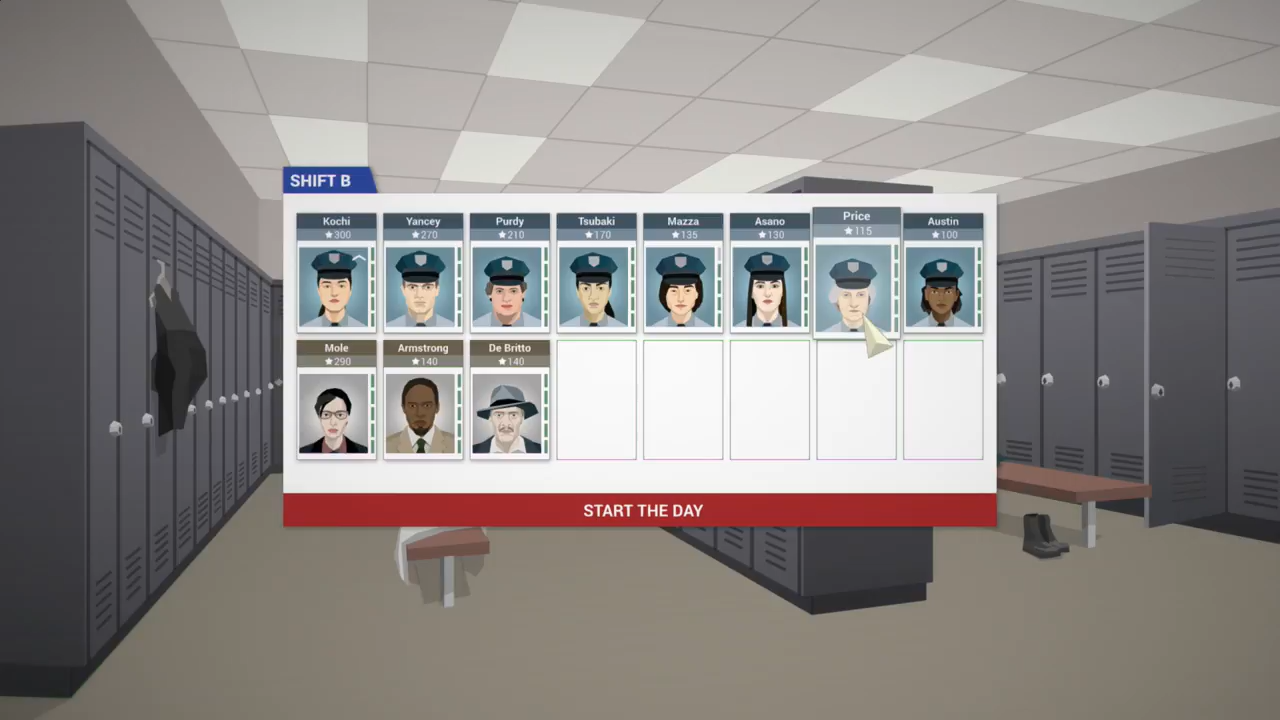 SHIFT B
Kochi Yancey Purdy Tsubaki Mazza Asano Price Austin
★300 ★270 ★210 ★170 ★135 ★130 ★115 ★100
Mole Armstrong De Britto
★290 ★140 ★140
START THE DAY